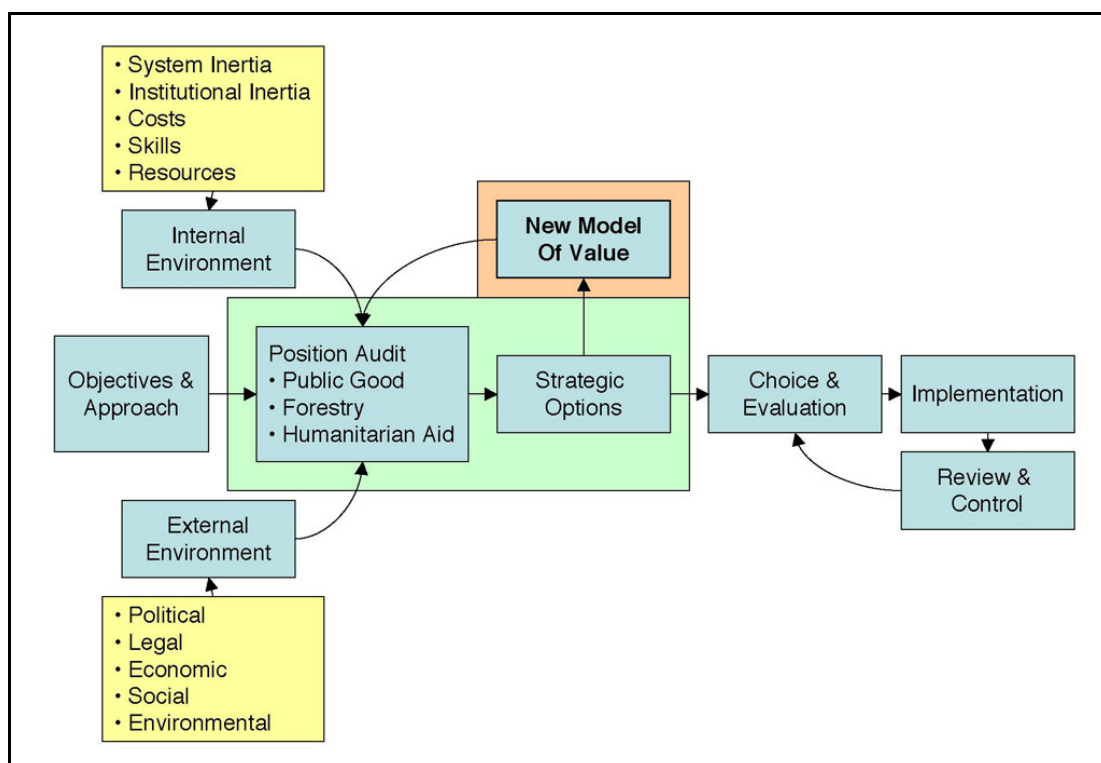 • System Inertia
• Institutional Inertia
• Costs
• Skills
• Resources
Internal
Environment
New Model
Of Value
Objectives &
Approach
Position Audit
• Public Good
• Forestry
• Humanitarian Aid
Strategic
Options
Choice &
Evaluation
Implementation
Review &
Control
External
Environment
• Political
• Legal
• Economic
• Social
• Environmental